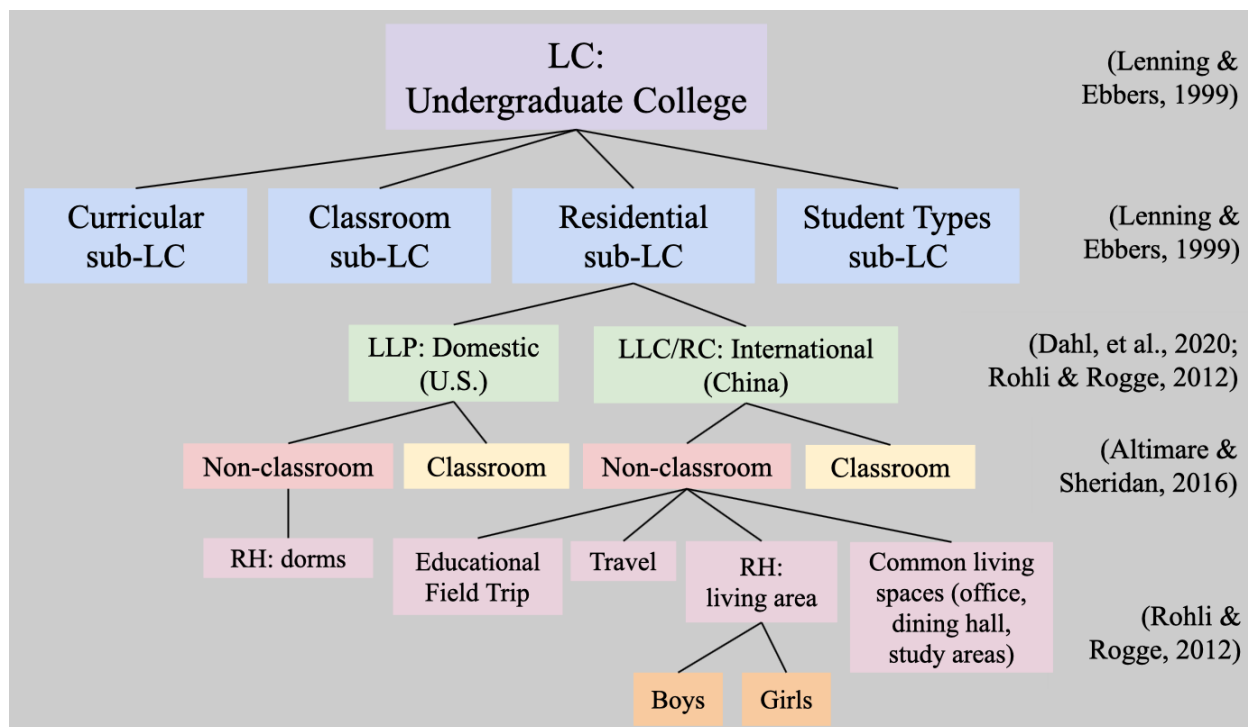 LC:
Undergraduate College
(Lenning &
Ebbers, 1999)
Curricular
sub-LC
Classroom
sub-LC
Residential
sub-LC
Student Types
sub-LC
(Lenning &
Ebbers, 1999)
LLP: Domestic
(U.S.)
LLC/RC: International
(China)
(Dahl, et al., 2020;
Rohli & Rogge, 2012)
Non-classroom
Classroom
Non-classroom
Classroom
(Altimare &
Sheridan, 2016)
RH: dorms
Educational
Field Trip
Travel
RH:
living area
Common living
spaces (office,
dining hall,
study areas)
(Rohli &
Rogge, 2012)
Boys
Girls